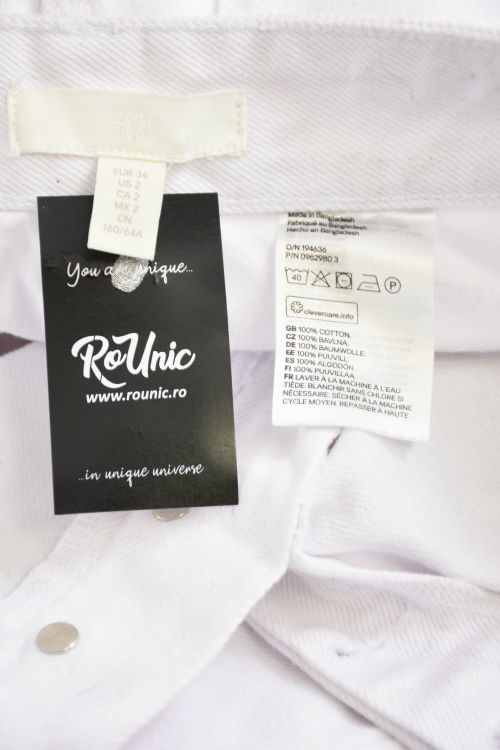 H&M
EUR 34
US 2
CA 2
MX 2
CN
160/64A
You are unique...
RoUnic
www.rounic.ro
...in unique universe
Made in Bangladesh
Fabriqué au Bangladesh
Hecho en Bangladesh
O/N 194636
P/N 0962980 3
40
P
clevercare.info
GB 100% COTTON,
CZ 100% BAVLNA,
DE 100% BAUMWOLLE,
EE 100% PUUVILL,
ES 100% ALGODÓN,
FI 100% PUUVILLAA,
FR LAVER À LA MACHINE À L'EAU
TIÈDE. BLANCHIR SANS CHLORE SI
NÉCESSAIRE. SÉCHER À LA MACHINE
CYCLE MOYEN. REPASSER À HAUTE